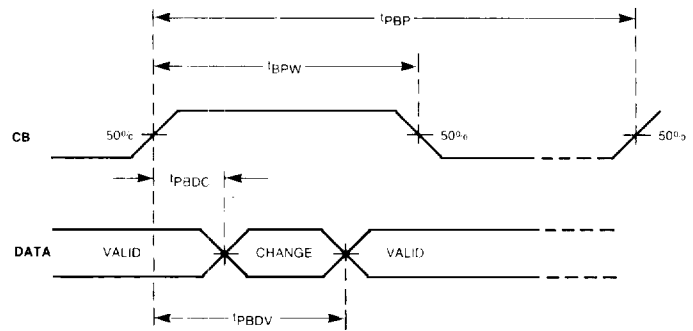 tPBP
tBPW
CB 50% 50% 50%
tPBDC
DATA VALID CHANGE VALID
tPBDV